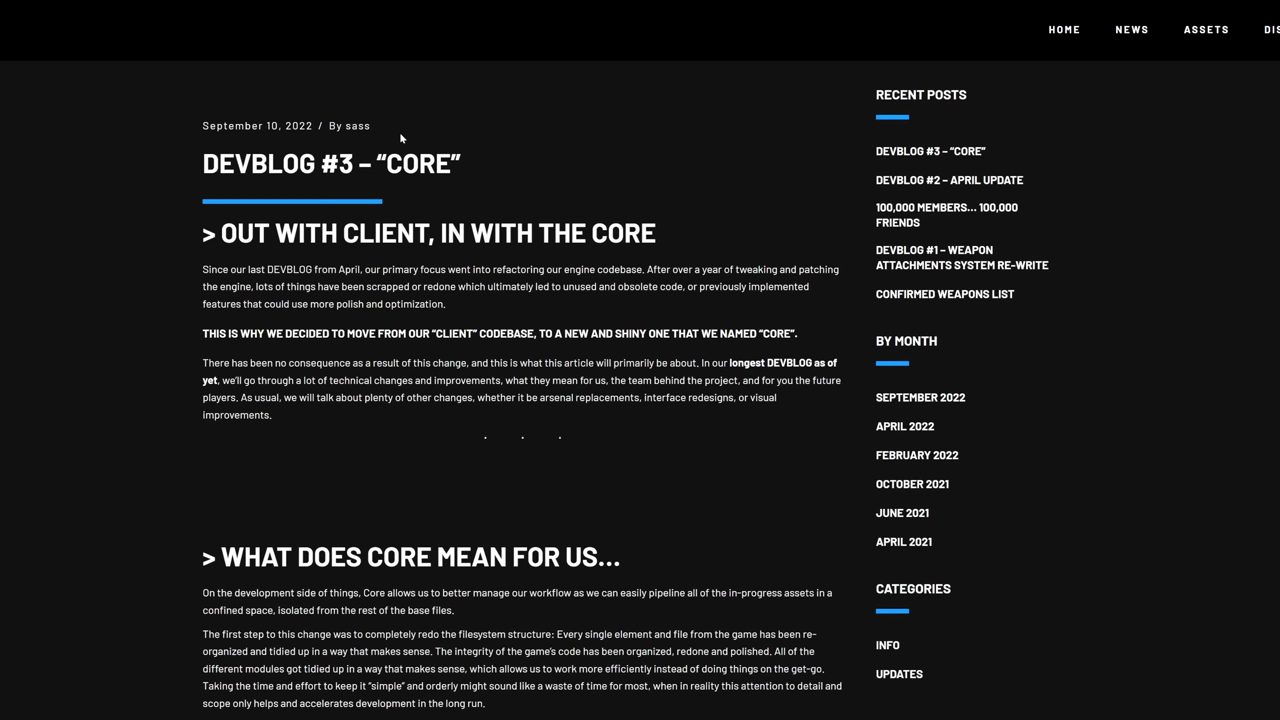 HOME NEWS ASSETS
September 10, 2022 / By sass
DEVBLOG #3 – “CORE”
> OUT WITH CLIENT, IN WITH THE CORE
Since our last DEVBLOG from April, our primary focus went into refactoring our engine codebase. After over a year of tweaking and patching
the engine, lots of things have been scrapped or redone which ultimately led to unused and obsolete code, or previously implemented
features that could use more polish and optimization.
THIS IS WHY WE DECIDED TO MOVE FROM OUR “CLIENT” CODEBASE, TO A NEW AND SHINY ONE THAT WE NAMED “CORE”.
There has been no consequence as a result of this change, and this is what this article will primarily be about. In our longest DEVBLOG as of
yet, we’ll go through a lot of technical changes and improvements, what they mean for us, the team behind the project, and for you the future
players. As usual, we will talk about plenty of other changes, whether it be arsenal replacements, interface redesigns, or visual
improvements.
. . .
> WHAT DOES CORE MEAN FOR US…
On the development side of things, Core allows us to better manage our workflow as we can easily pipeline all of the in-progress assets in a
confined space, isolated from the rest of the base files.
The first step to this change was to completely redo the filesystem structure: Every single element and file from the game has been re-
organized and tidied up in a way that makes sense. The integrity of the game’s code has been organized, redone and polished. All of the
different modules got tidied up in a way that makes sense, which allows us to work more efficiently instead of doing things on the get-go.
Taking the time and effort to keep it “simple” and orderly might sound like a waste of time for most, when in reality this attention to detail and
scope only helps and accelerates development in the long run.
RECENT POSTS
DEVBLOG #3 – “CORE”
DEVBLOG #2 – APRIL UPDATE
100,000 MEMBERS… 100,000
FRIENDS
DEVBLOG #1 – WEAPON
ATTACHMENTS SYSTEM RE-WRITE
CONFIRMED WEAPONS LIST
BY MONTH
SEPTEMBER 2022
APRIL 2022
FEBRUARY 2022
OCTOBER 2021
JUNE 2021
APRIL 2021
CATEGORIES
INFO
UPDATES